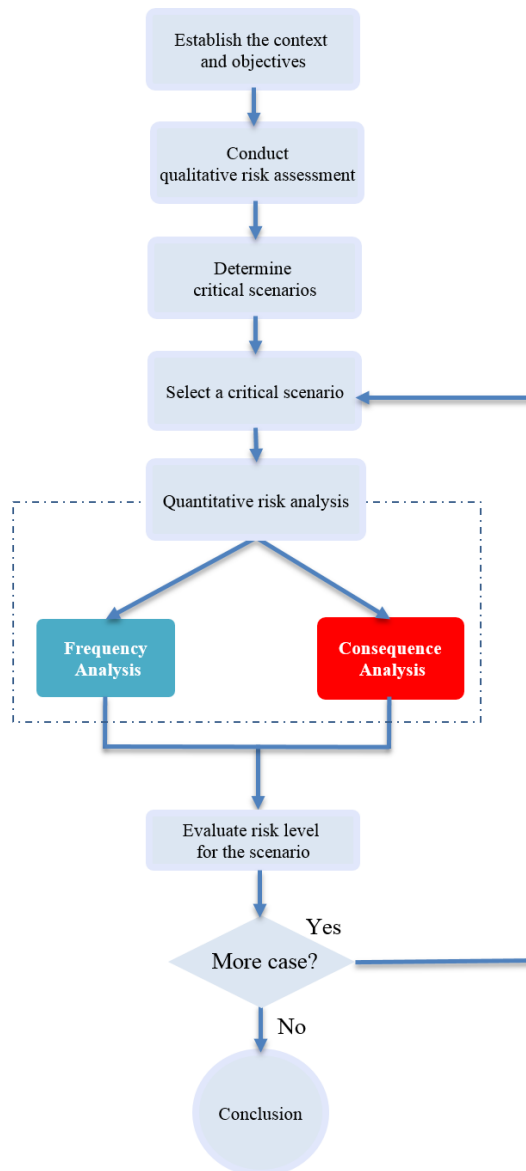 Establish the context
and objectives
Conduct
qualitative risk assessment
Determine
critical scenarios
Select a critical scenario
Quantitative risk analysis
Frequency
Analysis
Consequence
Analysis
Evaluate risk level
for the scenario
Yes
More case?
No
Conclusion